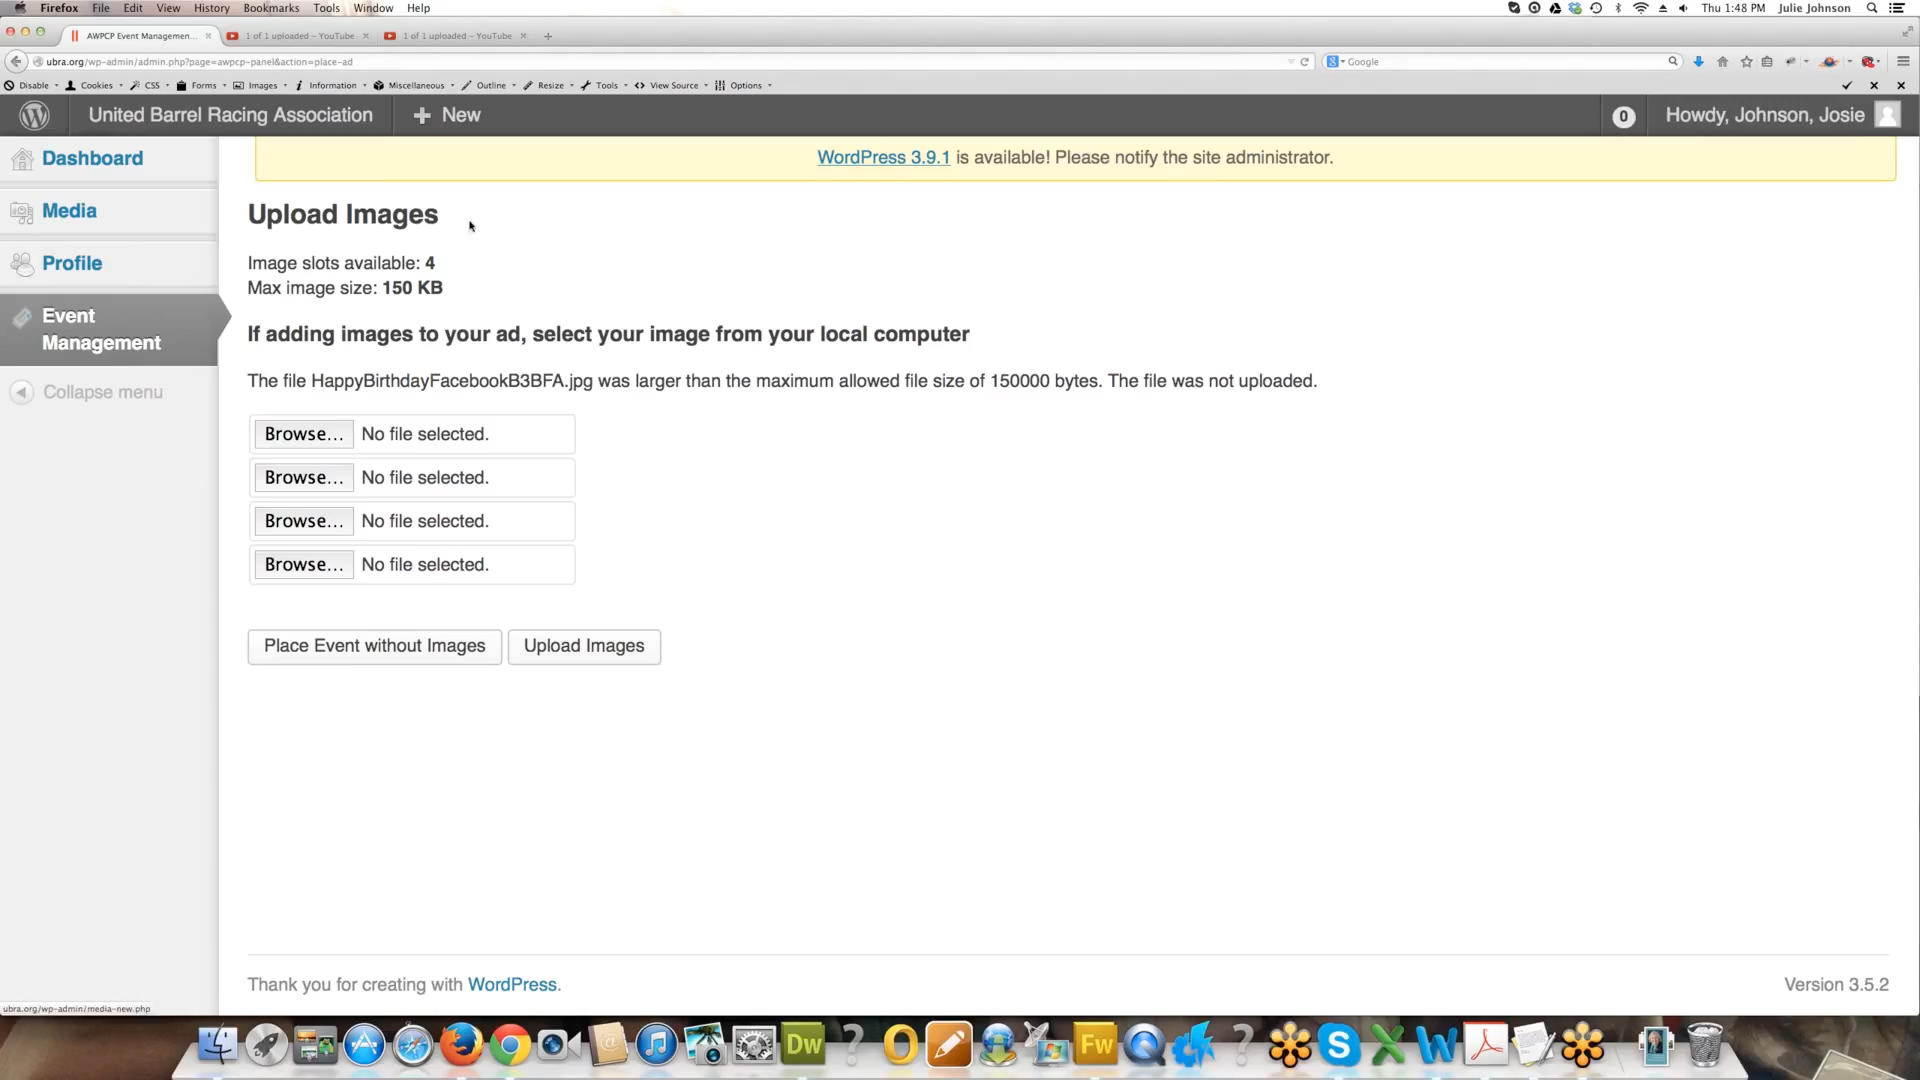 Firefox File Edit View History Bookmarks Tools Window Help Thu 1:48 PM Julie Johnson
AWPCP Event Managemen... 1 of 1 uploaded – YouTube 1 of 1 uploaded – YouTube
ubra.org/wp-admin/admin.php?page=awpcp-panel&action=place-ad Google
Disable Cookies CSS Forms Images Information Miscellaneous Outline Resize Tools View Source Options
United Barrel Racing Association + New 0 Howdy, Johnson, Josie
WordPress 3.9.1 is available! Please notify the site administrator.
Dashboard
Media
Profile
Event
Management
Collapse menu
Upload Images
Image slots available: 4
Max image size: 150 KB
If adding images to your ad, select your image from your local computer
The file HappyBirthdayFacebookB3BFA.jpg was larger than the maximum allowed file size of 150000 bytes. The file was not uploaded.
Browse... No file selected.
Browse... No file selected.
Browse... No file selected.
Browse... No file selected.
Place Event without Images Upload Images
Thank you for creating with WordPress. Version 3.5.2
ubra.org/wp-admin/media-new.php
Dw ? Fw ?